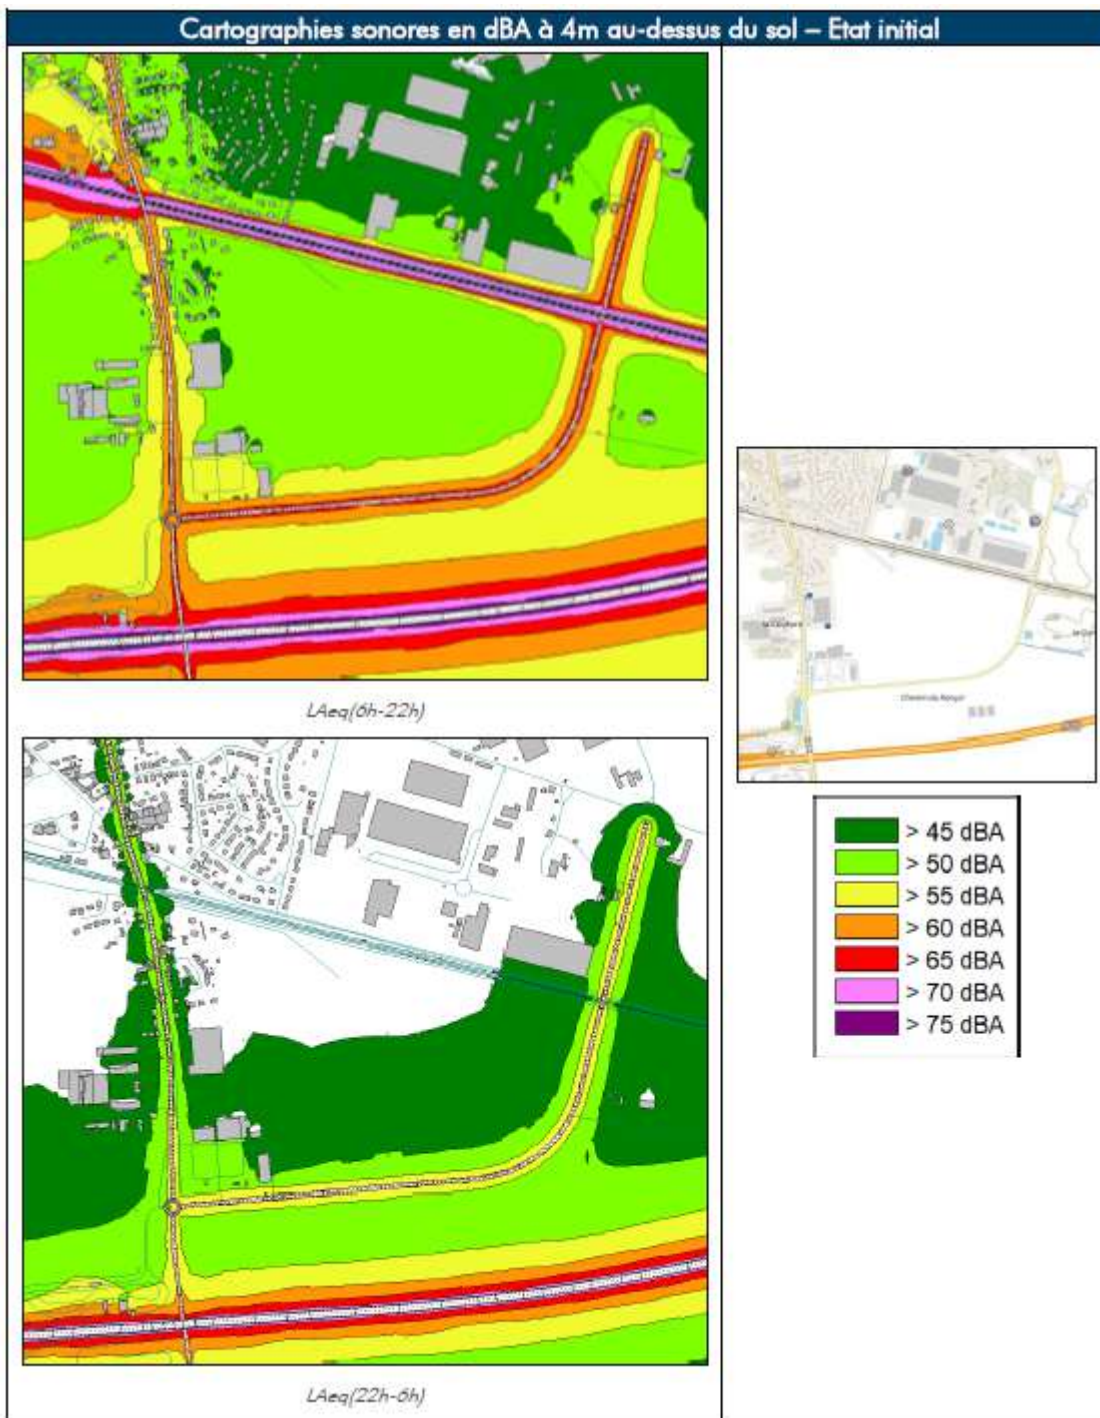 Cartographies sonores en dBA à 4m au-dessus du sol – Etat initial
LAeq(6h-22h)
> 45 dBA
> 50 dBA
> 55 dBA
> 60 dBA
> 65 dBA
> 70 dBA
> 75 dBA
LAeq(22h-6h)